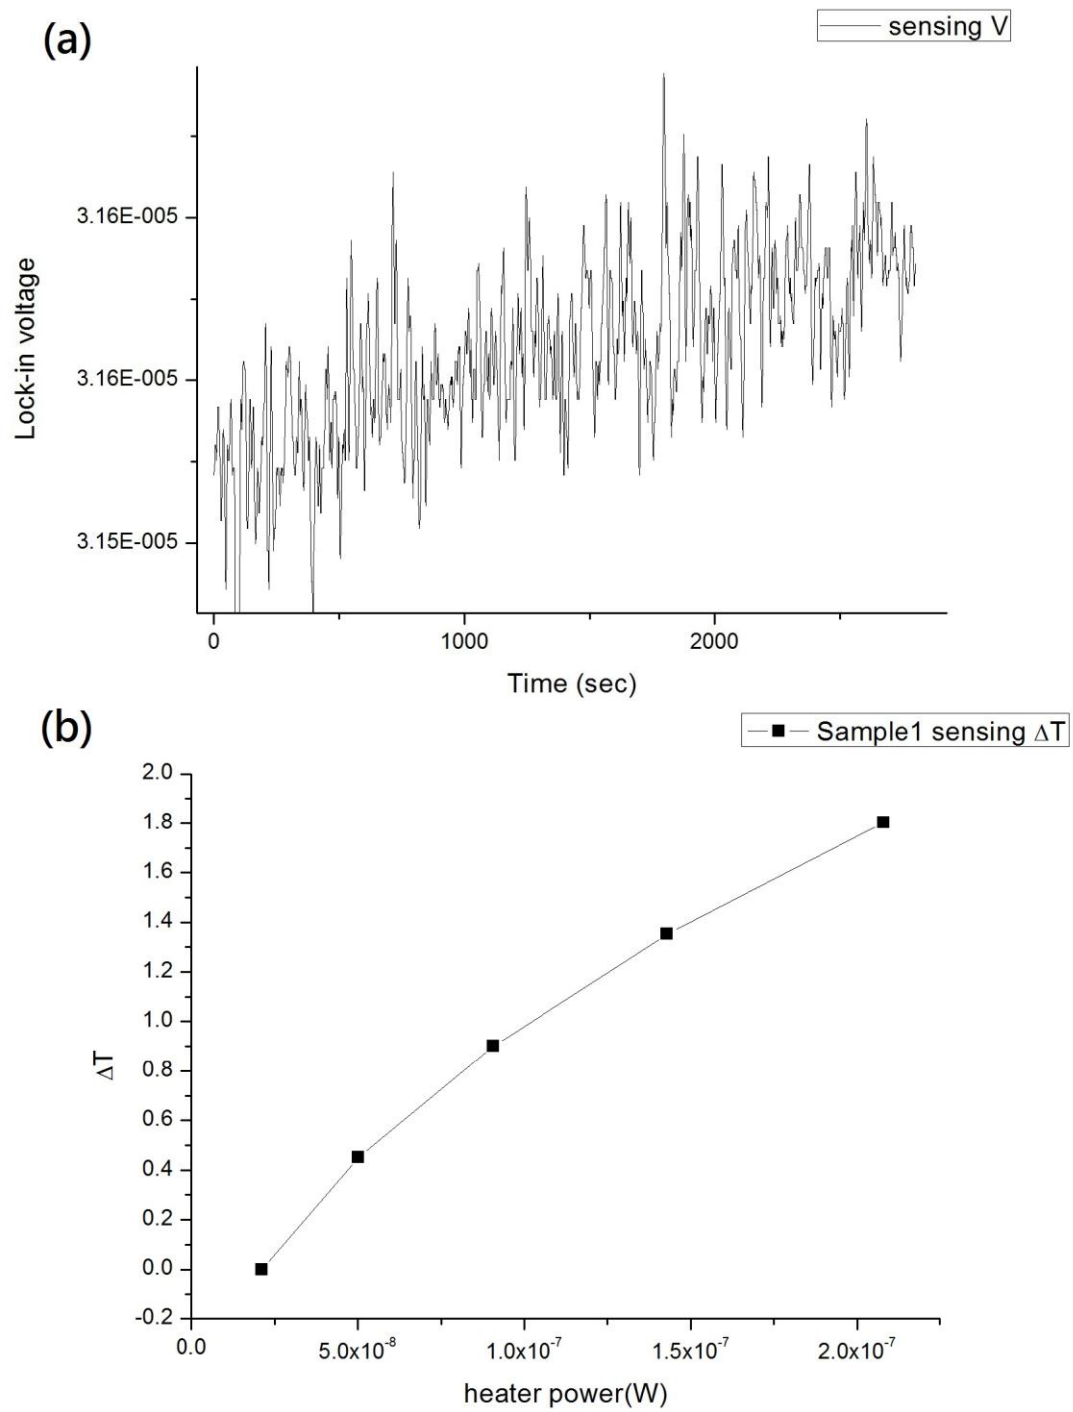 (a)
sensing V
Lock-in voltage
3.16E-005
3.16E-005
3.15E-005
0 1000 2000
Time (sec)
(b)
Sample1 sensing ΔT
ΔT
2.0
1.8
1.6
1.4
1.2
1.0
0.8
0.6
0.4
0.2
0.0
-0.2
0.0 5.0x10⁻⁸ 1.0x10⁻⁷ 1.5x10⁻⁷ 2.0x10⁻⁷
heater power(W)